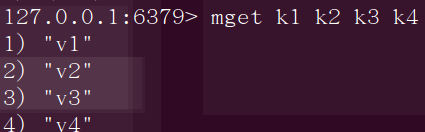 127.0.0.1:6379> mget k1 k2 k3 k4
1) "v1"
2) "v2"
3) "v3"
4) "v4"